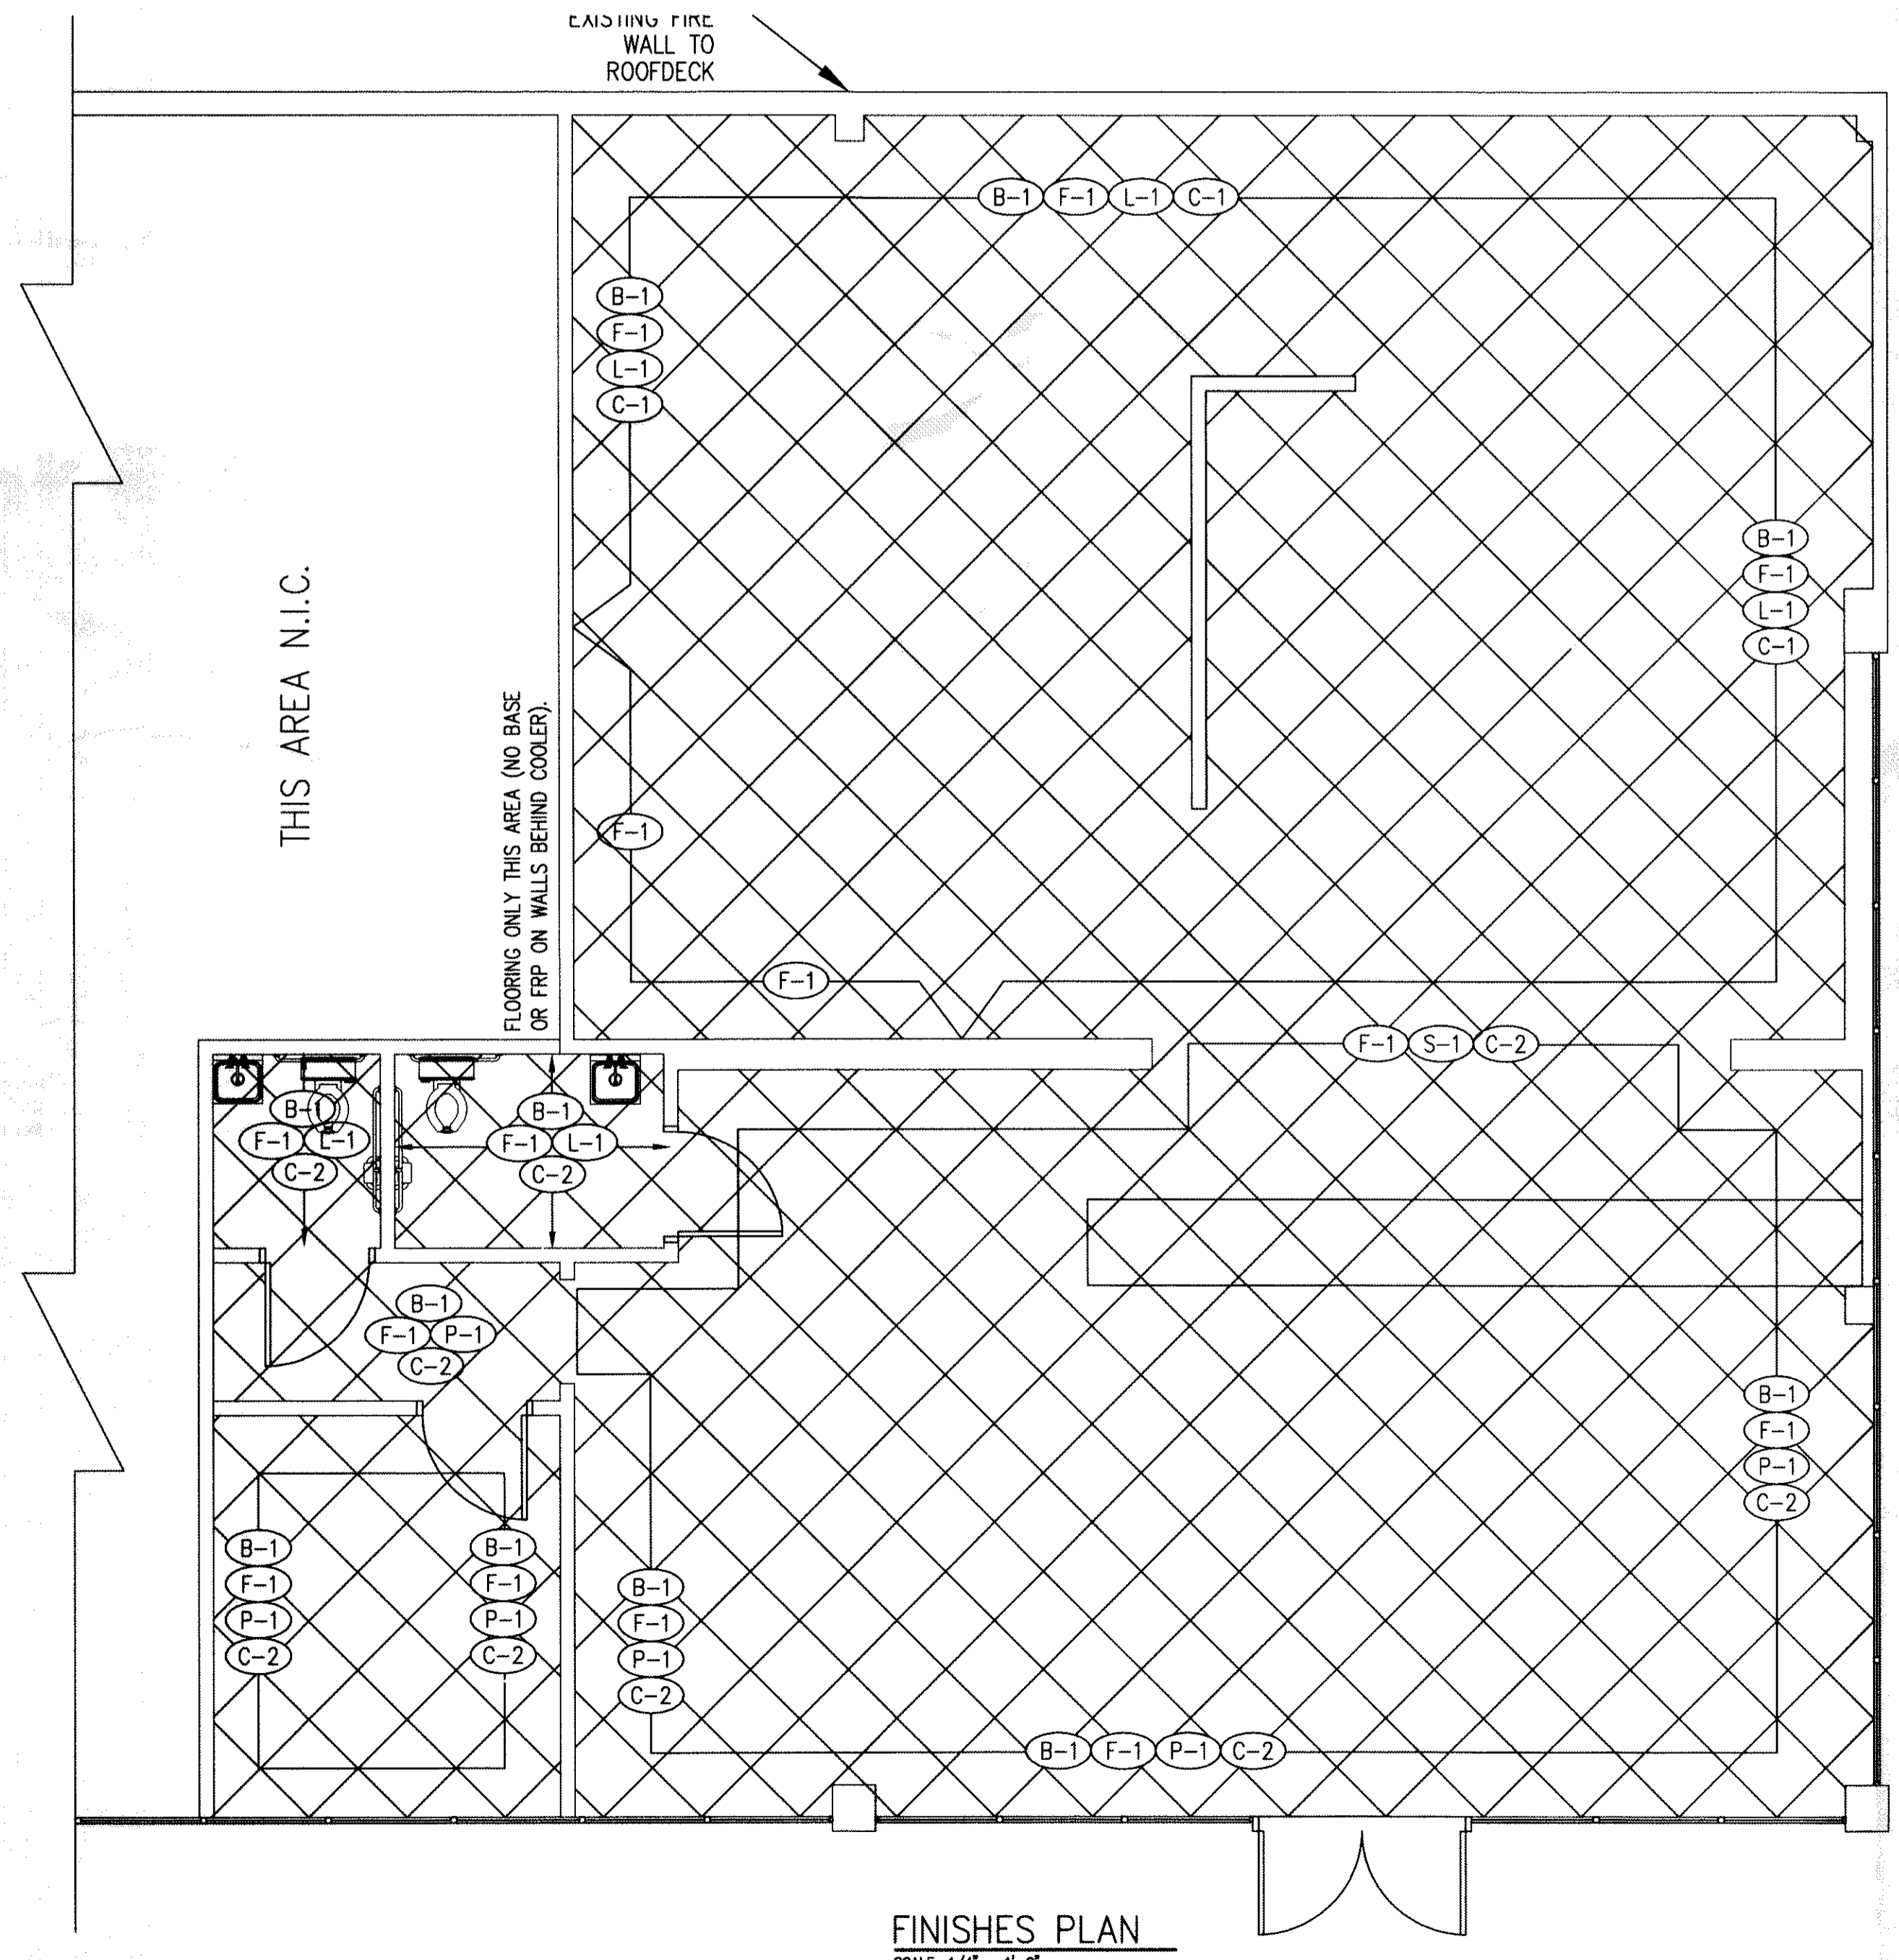 EXISTING FIRE
WALL TO
ROOFDECK
B-1 F-1 L-1 C-1
B-1
F-1
L-1
C-1
B-1
F-1
L-1
C-1
THIS AREA N.I.C.
FLOORING ONLY THIS AREA (NO BASE
OR FRP ON WALLS BEHIND COOLER).
F-1
F-1
F-1 S-1 C-2
B-1
F-1 L-1
C-2
B-1
F-1 L-1
C-2
B-1
F-1 P-1
C-2
B-1
F-1
P-1
C-2
B-1
F-1
P-1
C-2
B-1
F-1
P-1
C-2
B-1
F-1
P-1
C-2
B-1 F-1 P-1 C-2
FINISHES PLAN